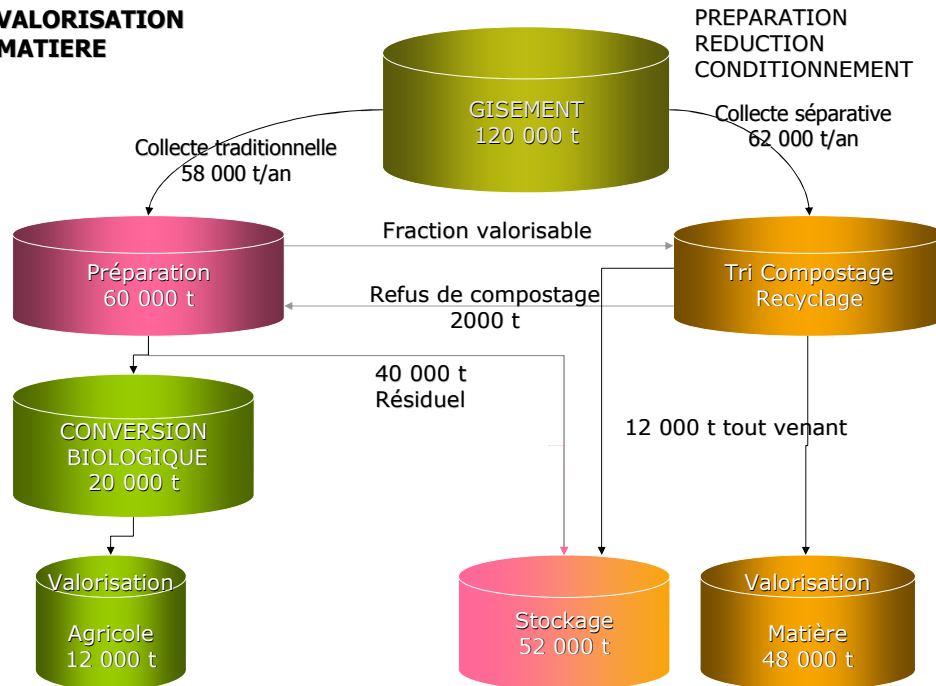 VALORISATION
MATIERE
PREPARATION
REDUCTION
CONDITIONNEMENT
GISEMENT
120 000 t
Collecte traditionnelle
58 000 t/an
Collecte séparative
62 000 t/an
Préparation
60 000 t
Fraction valorisable
Refus de compostage
2000 t
Tri Compostage
Recyclage
40 000 t
Résiduel
12 000 t tout venant
CONVERSION
BIOLOGIQUE
20 000 t
Valorisation
Agricole
12 000 t
Stockage
52 000 t
Valorisation
Matière
48 000 t